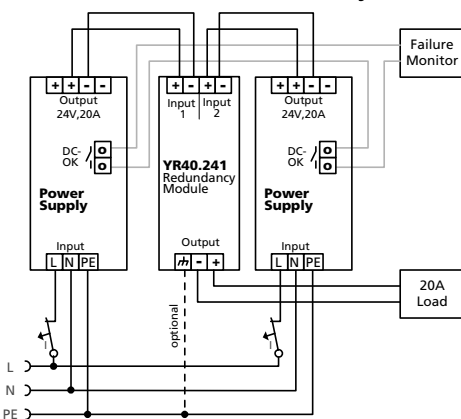 Failure
Monitor
+ + - -
Output
24V,20A
DC-
OK
Power
Supply
Input
L N PE
+ - + -
Input Input
1 2
YR40.241
Redundancy
Module
Output
- +
optional
+ + - -
Output
24V,20A
DC-
OK
Power
Supply
Input
L N PE
20A
Load
I
I
L
N
PE